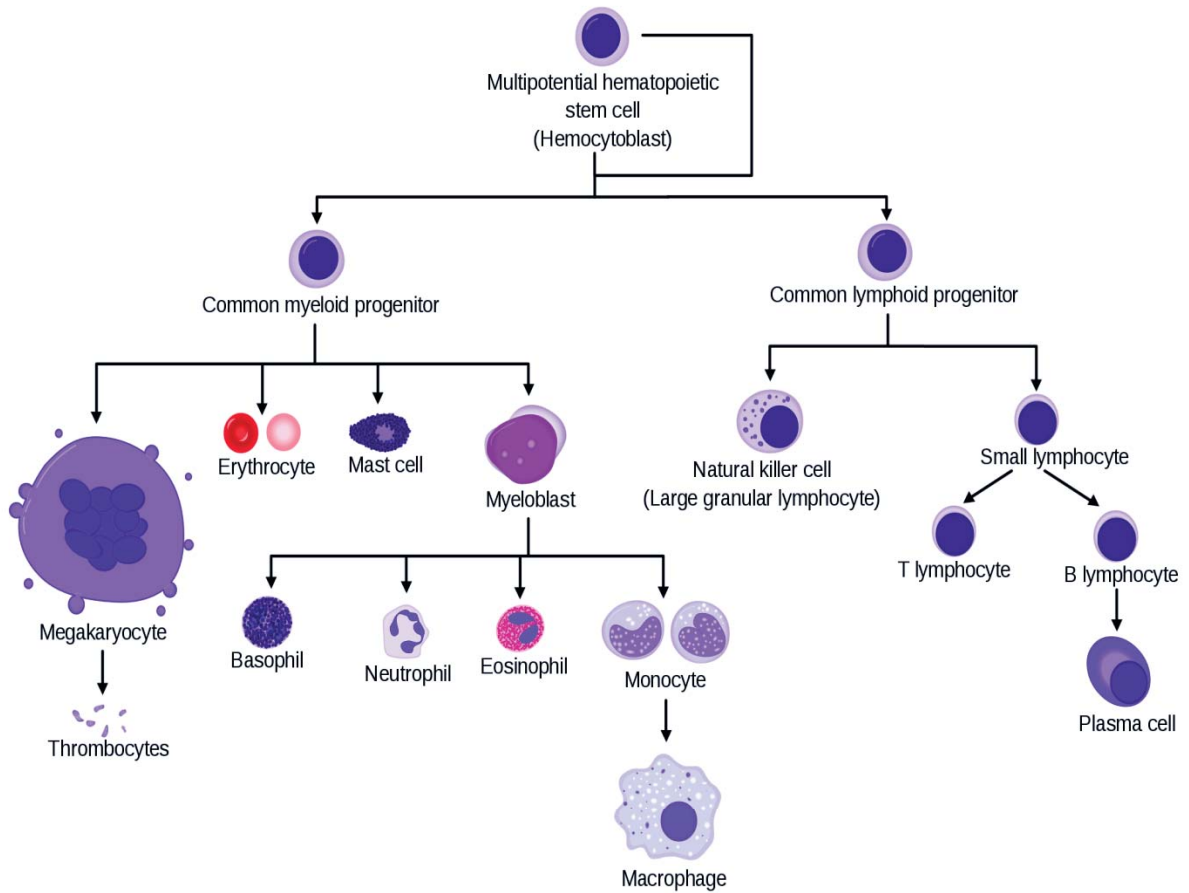 Multipotential hematopoietic
stem cell
(Hemocytoblast)
Common myeloid progenitor
Common lymphoid progenitor
Erythrocyte
Mast cell
Myeloblast
Natural killer cell
(Large granular lymphocyte)
Small lymphocyte
T lymphocyte
B lymphocyte
Megakaryocyte
Basophil
Neutrophil
Eosinophil
Monocyte
Plasma cell
Thrombocytes
Macrophage